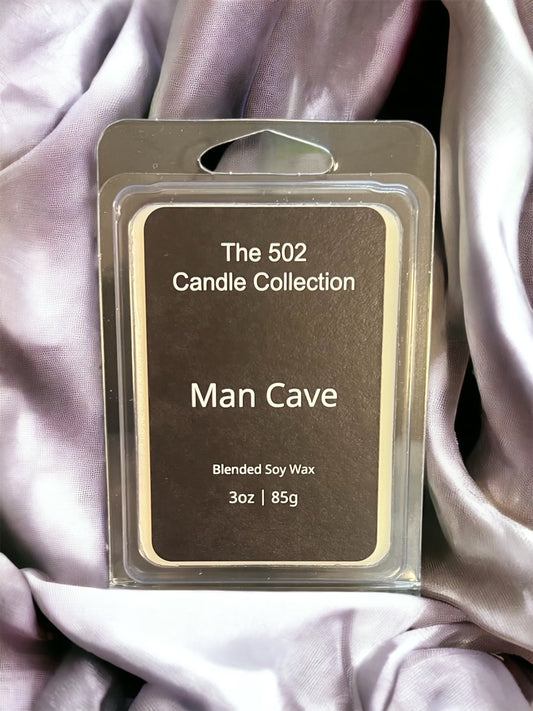 The 502
Candle Collection
Man Cave
Blended Soy Wax
3oz | 85g